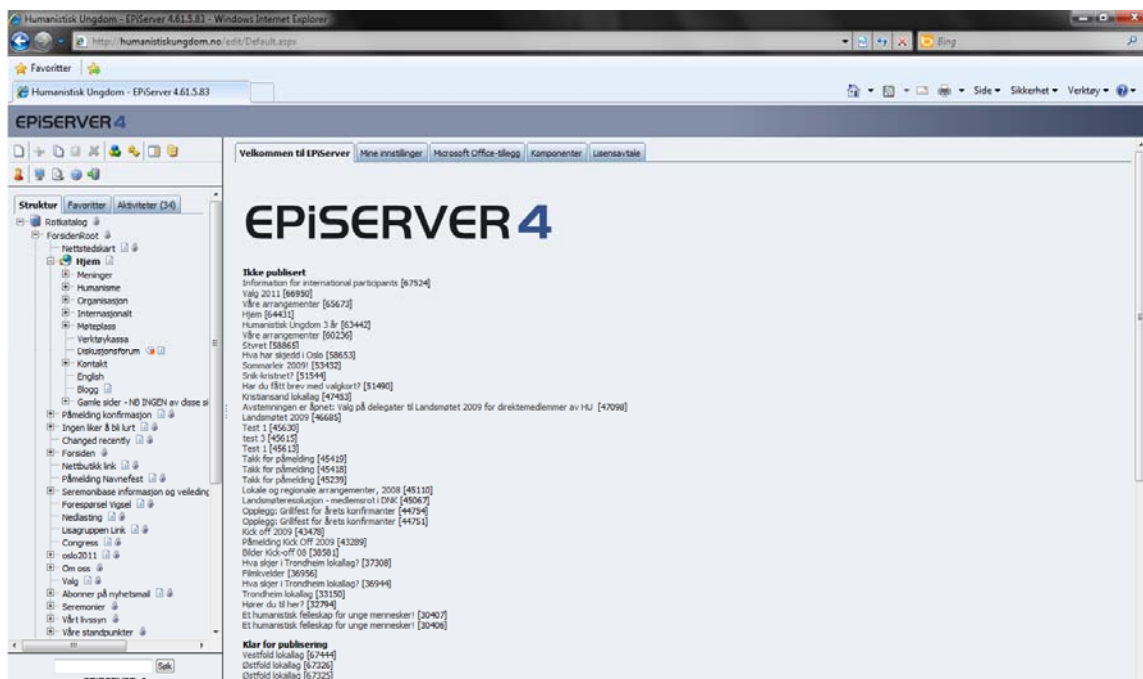 Humanistisk Ungdom - EPiServer 4.61.5.83 - Windows Internet Explorer
http://humanistiskungdom.no/edit/Default.aspx
Bing
Favoritter
Humanistisk Ungdom - EPiServer 4.61.5.83
Side Sikkerhet Verktøy
EPiSERVER 4
Velkommen til EPiServer Mine innstillinger Microsoft Office-tillegg Komponenter Lisensavtale
Struktur Favoritter Aktiviteter (34)
Rotkatalog
ForsidenRoot
Nettstedskart
Hjem
Meninger
Humanisme
Organisasjon
Internasjonalt
Møteplass
Verktøykassa
Diskusjonsforum
Kontakt
English
Blogg
Gamle sider - NB INGEN av disse si
Påmelding konfirmasjon
Ingen liker å bli lurt
Changed recently
Forsiden
Nettbutikk link
Påmelding Navnefest
Seremonibase informasjon og veiledning
Forespørsel Vigsel
Nedlasting
Lisagruppen Link
Congress
oslo2011
Om oss
Valg
Abonner på nyhetsmail
Seremonier
Vårt livssyn
Våre standpunkter
Søk
EPiSERVER 4
Ikke publisert
Information for international participants [67524]
Valg 2011 [66950]
Våre arrangementer [65673]
Hjem [64431]
Humanistisk Ungdom 3 år [63442]
Våre arrangementer [60236]
Styret [58865]
Hva har skjedd i Oslo [58653]
Sommarleir 2009! [53432]
Snik-kristnet? [51544]
Har du fått brev med valgkort? [51490]
Kristiansand lokallag [47453]
Avstemningen er åpnet: Valg på delegater til Landsmøtet 2009 for direktemedlemmer av HU [47098]
Landsmøtet 2009 [46685]
Test 1 [45630]
test 3 [45615]
Test 1 [45613]
Takk for påmelding [45419]
Takk for påmelding [45418]
Takk for påmelding [45239]
Lokale og regionale arrangementer, 2008 [45110]
Landsmøteresolusjon - medlemsrot i DNK [45067]
Opplegg: Grillfest for årets konfirmanter [44754]
Opplegg: Grillfest for årets konfirmanter [44751]
Kick off 2009 [43478]
Påmelding Kick Off 2009 [43289]
Bilder Kick-off 08 [38581]
Hva skjer i Trondheim lokallag? [37308]
Filmkvelder [36956]
Hva skjer i Trondheim lokallag? [36944]
Trondheim lokallag [33150]
Hører du til her? [32794]
Et humanistisk felleskap for unge mennesker! [30407]
Et humanistisk felleskap for unge mennesker! [30406]
Klar for publisering
Vestfold lokallag [67444]
Østfold lokallag [67326]
Østfold lokallag [67325]